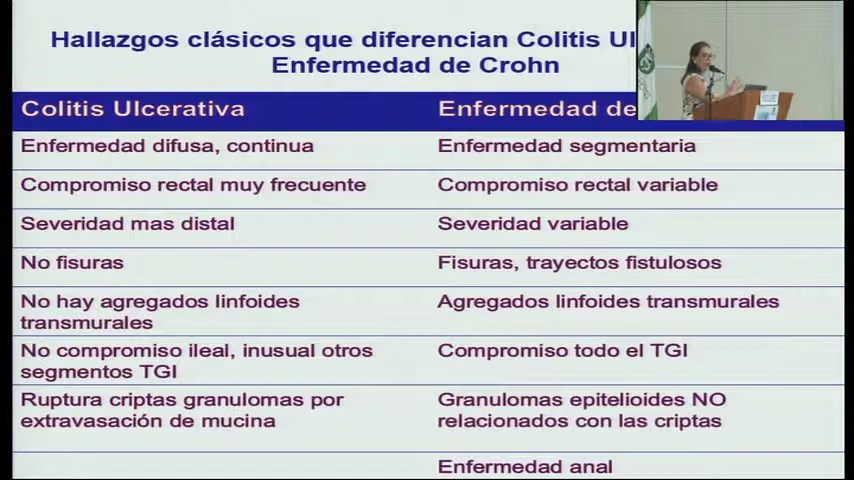 Hallazgos clásicos que diferencian Colitis Ul
Enfermedad de Crohn
Colitis Ulcerativa
Enfermedad de
Enfermedad difusa, continua
Enfermedad segmentaria
Compromiso rectal muy frecuente
Compromiso rectal variable
Severidad mas distal
Severidad variable
No fisuras
Fisuras, trayectos fistulosos
No hay agregados linfoides
transmurales
Agregados linfoides transmurales
No compromiso ileal, inusual otros
segmentos TGI
Compromiso todo el TGI
Ruptura criptas granulomas por
extravasación de mucina
Granulomas epitelioides NO
relacionados con las criptas
Enfermedad anal